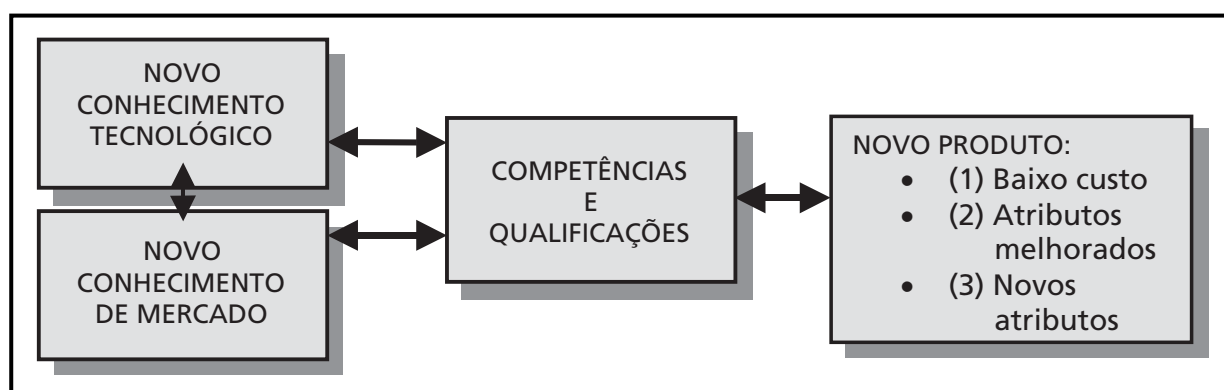 NOVO
CONHECIMENTO
TECNOLÓGICO
NOVO
CONHECIMENTO
DE MERCADO
COMPETÊNCIAS
E
QUALIFICAÇÕES
NOVO PRODUTO:
• (1) Baixo custo
• (2) Atributos
melhorados
• (3) Novos
atributos